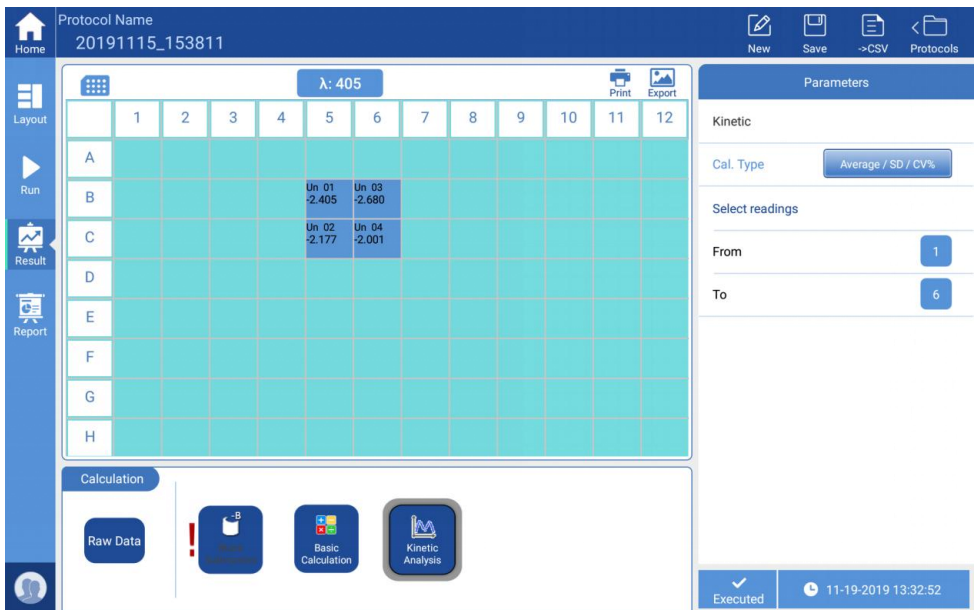 Protocol Name
20191115_153811
Home
New
Save
->CSV
Protocols
Layout
Run
Result
Report
λ: 405
Print
Export
1 2 3 4 5 6 7 8 9 10 11 12
A
B
Un 01 Un 03
-2.405 -2.680
C
Un 02 Un 04
-2.177 -2.001
D
E
F
G
H
Parameters
Kinetic
Cal. Type Average / SD / CV%
Select readings
From 1
To 6
Calculation
Raw Data
!
-B
Basic
Calculation
Kinetic
Analysis
Executed
11-19-2019 13:32:52